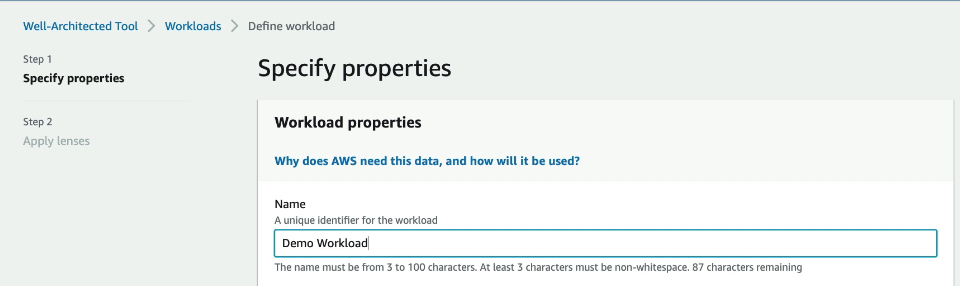 Well-Architected Tool > Workloads > Define workload
Step 1
Specify properties
Step 2
Apply lenses
Specify properties
Workload properties
Why does AWS need this data, and how will it be used?
Name
A unique identifier for the workload
Demo Workload
The name must be from 3 to 100 characters. At least 3 characters must be non-whitespace. 87 characters remaining